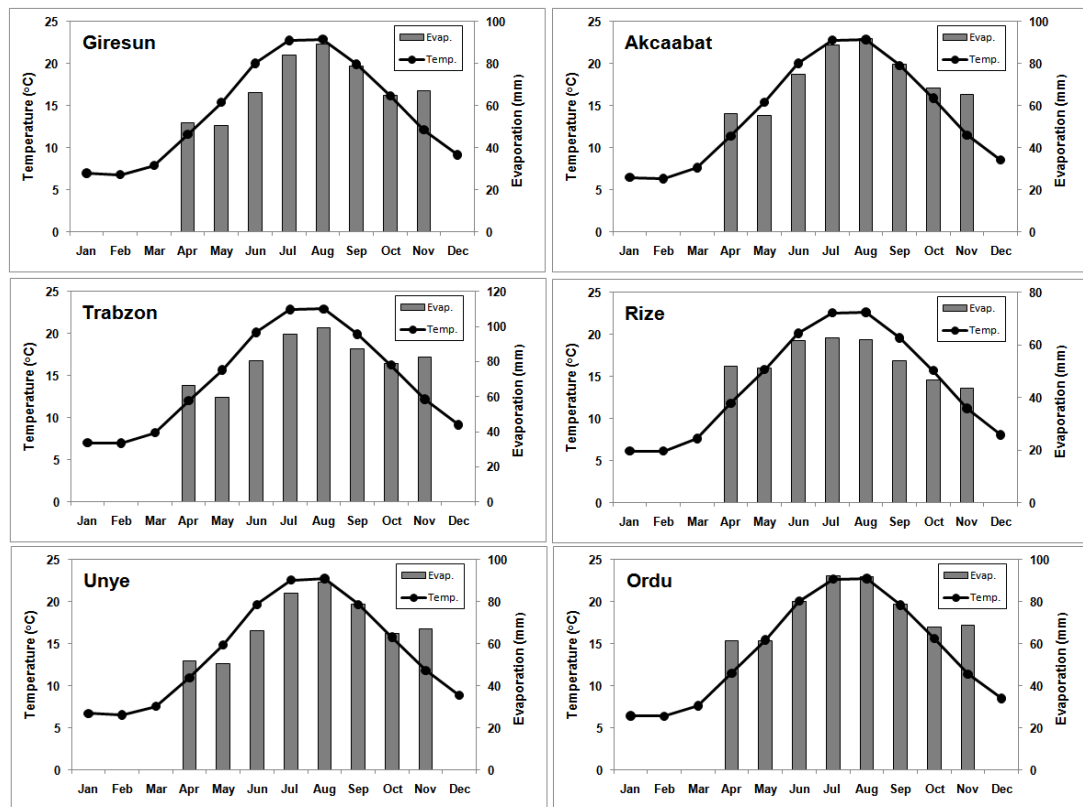 Giresun
Evap.
Temp.
Temperature (°C)
25
20
15
10
5
0
Evaporation (mm)
100
80
60
40
20
0
Jan Feb Mar Apr May Jun Jul Aug Sep Oct Nov Dec
Akcaabat
Evap.
Temp.
Temperature (°C)
25
20
15
10
5
0
Evaporation (mm)
100
80
60
40
20
0
Jan Feb Mar Apr May Jun Jul Aug Sep Oct Nov Dec
Trabzon
Evap.
Temp.
Temperature (°C)
25
20
15
10
5
0
Evaporation (mm)
120
100
80
60
40
20
0
Jan Feb Mar Apr May Jun Jul Aug Sep Oct Nov Dec
Rize
Evap.
Temp.
Temperature (°C)
25
20
15
10
5
0
Evaporation (mm)
80
60
40
20
0
Jan Feb Mar Apr May Jun Jul Aug Sep Oct Nov Dec
Unye
Evap.
Temp.
Temperature (°C)
25
20
15
10
5
0
Evaporation (mm)
100
80
60
40
20
0
Jan Feb Mar Apr May Jun Jul Aug Sep Oct Nov Dec
Ordu
Evap.
Temp.
Temperature (°C)
25
20
15
10
5
0
Evaporation (mm)
100
80
60
40
20
0
Jan Feb Mar Apr May Jun Jul Aug Sep Oct Nov Dec